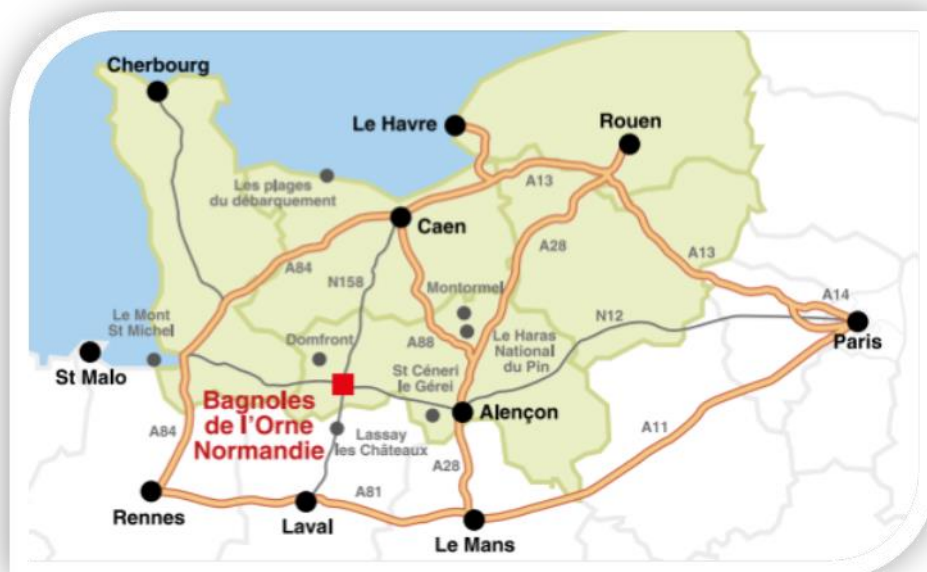 Cherbourg
Le Havre
Rouen
Les plages
du débarquement
A13
Caen
A28
A13
A84
N158
Montormel
A14
Le Mont
St Michel
Domfront
A88
Le Haras
National
du Pin
N12
Paris
St Malo
St Céneri
le Gérei
Bagnoles
de l'Orne
Normandie
Alençon
A84
Lassay
les Châteaux
A28
A11
Rennes
A81
Laval
Le Mans